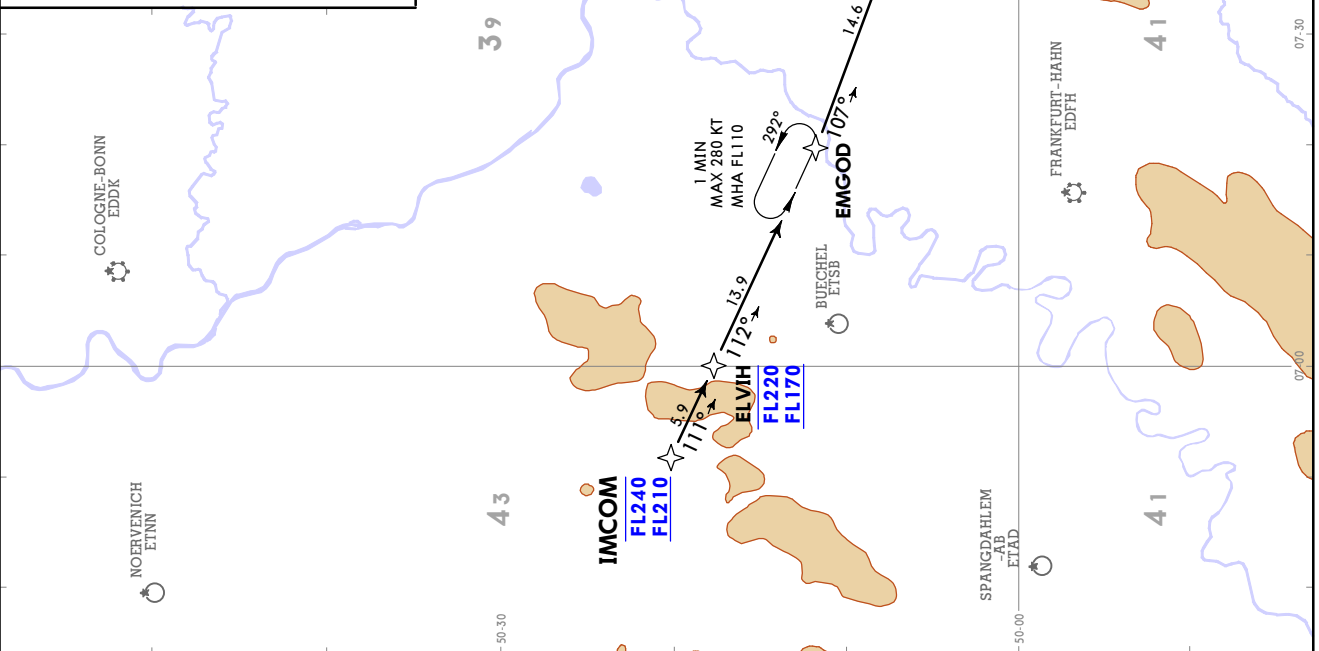 39
14.6
41
07-30
COLOGNE-BONN
EDDK
1 MIN
MAX 280 KT
MHA FL110
292°
107°
EMGOD
FRANKFURT-HAHN
EDFH
BUECHEL
ETSB
13.9
112°
ELVIH
FL220
FL170
07-00
5.9
111°
IMCOM
FL240
FL210
NOERVENICH
ETNN
43
SPANGDAHLEM
-AB
ETAD
41
50-30
50-00